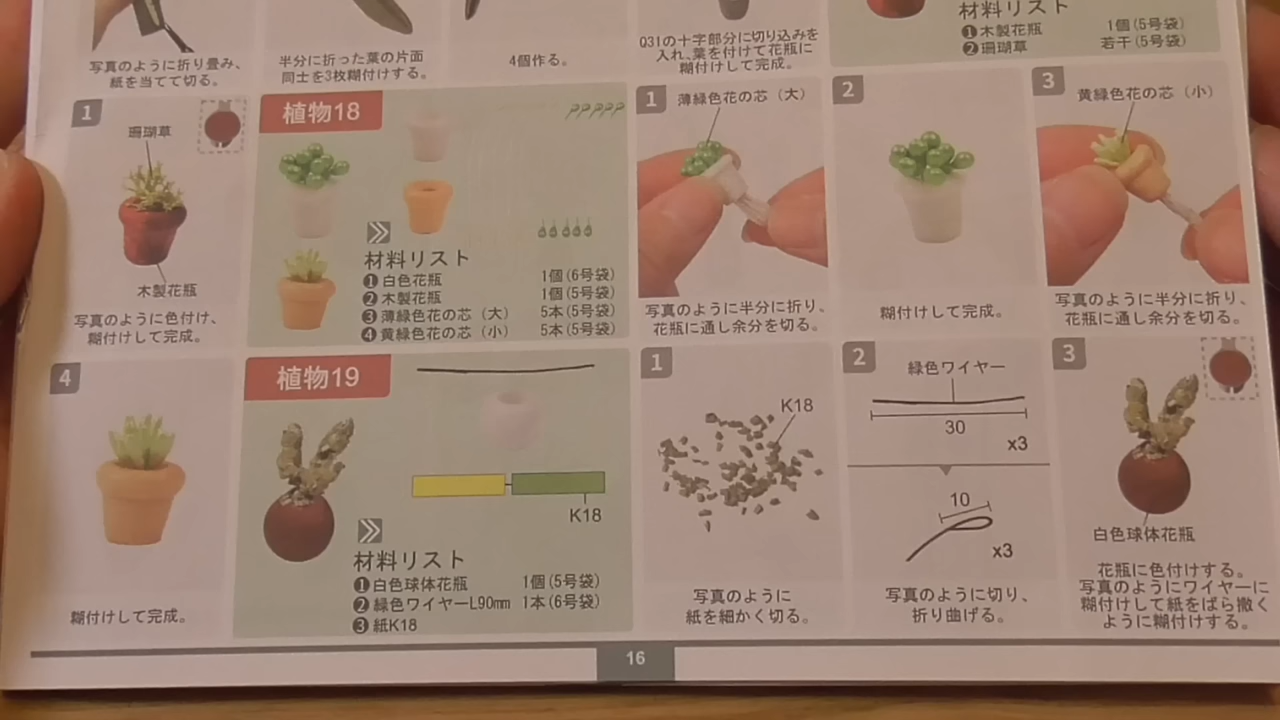 写真のように折り畳み、
紙を当てて切る。
半分に折った葉の片面
同士を3枚糊付けする。
4個作る。
Q31の十字部分に切り込みを
入れ、葉を付けて花瓶に
糊付けして完成。
材料リスト
❶木製花瓶 1個(5号袋)
❷珊瑚草 若干(5号袋)
1
珊瑚草
木製花瓶
写真のように色付け、
糊付けして完成。
植物18
材料リスト
❶白色花瓶 1個(6号袋)
❷木製花瓶 1個(5号袋)
❸薄緑色花の芯（大） 5本(5号袋)
❹黄緑色花の芯（小） 5本(5号袋)
1
薄緑色花の芯（大）
写真のように半分に折り、
花瓶に通し余分を切る。
2
糊付けして完成。
3
黄緑色花の芯（小）
写真のように半分に折り、
花瓶に通し余分を切る。
4
糊付けして完成。
植物19
K18
材料リスト
❶白色球体花瓶 1個(5号袋)
❷緑色ワイヤーL90mm 1本(6号袋)
❸紙K18
1
K18
写真のように
紙を細かく切る。
2
緑色ワイヤー
30
x3
10
x3
写真のように切り、
折り曲げる。
3
白色球体花瓶
花瓶に色付けする。
写真のようにワイヤーに
糊付けして紙をばら撒く
ように糊付けする。
16